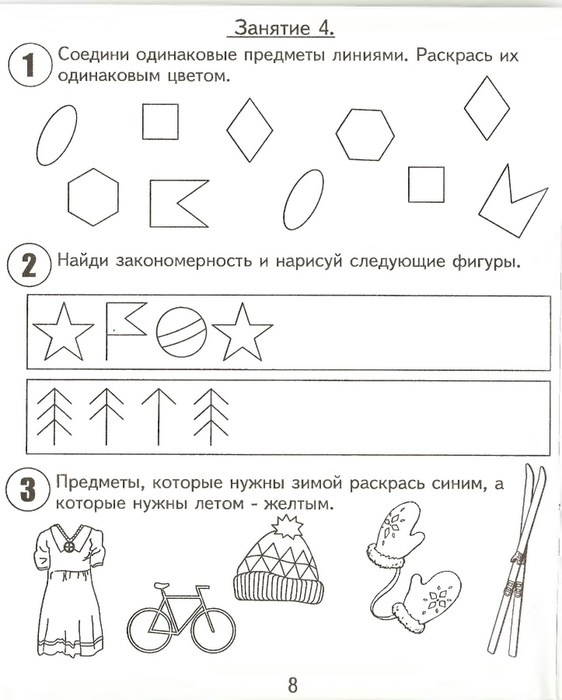 Занятие 4.
1 Соедини одинаковые предметы линиями. Раскрась их
одинаковым цветом.
2 Найди закономерность и нарисуй следующие фигуры.
3 Предметы, которые нужны зимой раскрась синим, а
которые нужны летом - желтым.
8